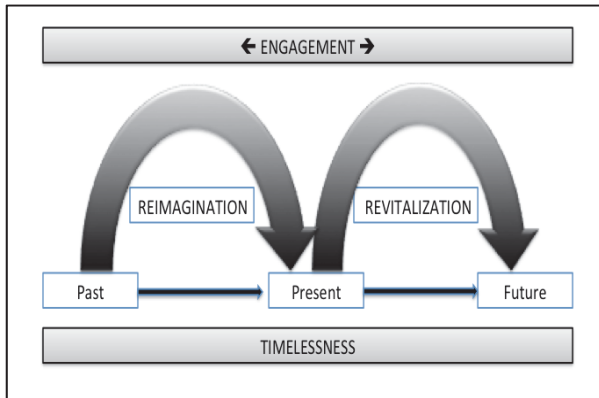 ← ENGAGEMENT →
REIMAGINATION
REVITALIZATION
Past
Present
Future
TIMELESSNESS